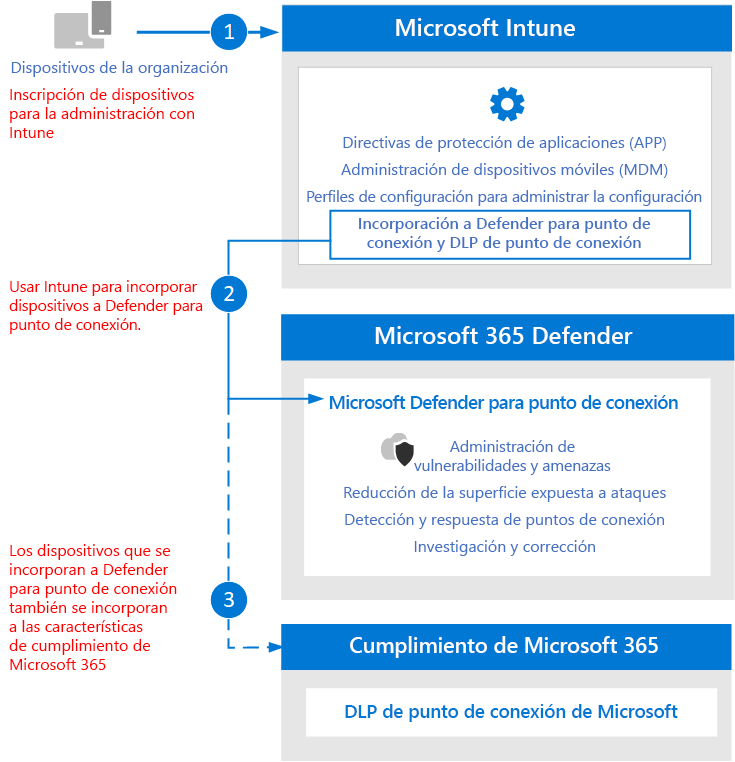 1
Microsoft Intune
Dispositivos de la organización
Inscripción de dispositivos
para la administración con
Intune
Directivas de protección de aplicaciones (APP)
Administración de dispositivos móviles (MDM)
Perfiles de configuración para administrar la configuración
Incorporación a Defender para punto de
conexión y DLP de punto de conexión
2
Usar Intune para incorporar
dispositivos a Defender para
punto de conexión.
Microsoft 365 Defender
Microsoft Defender para punto de conexión
Administración de
vulnerabilidades y amenazas
Reducción de la superficie expuesta a ataques
Detección y respuesta de puntos de conexión
Investigación y corrección
3
Los dispositivos que se
incorporan a Defender
para punto de conexión
también se incorporan
a las características
de cumplimiento de
Microsoft 365
Cumplimiento de Microsoft 365
DLP de punto de conexión de Microsoft